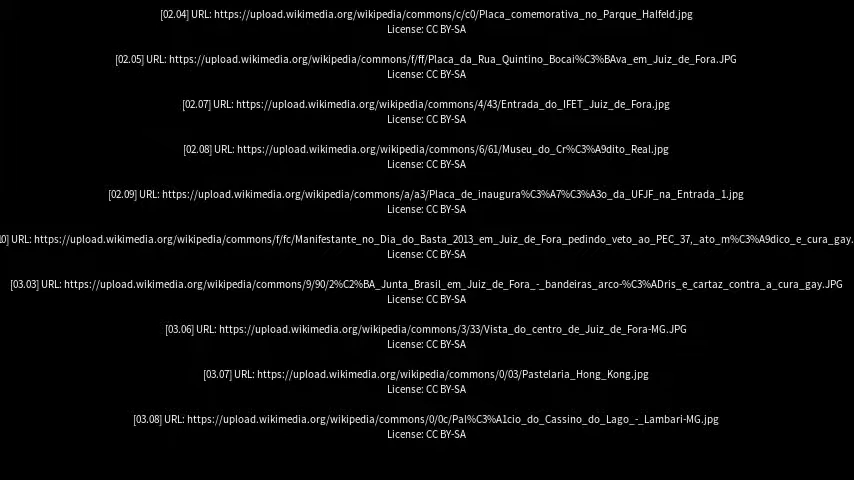 [02.04] URL: https://upload.wikimedia.org/wikipedia/commons/c/c0/Placa_comemorativa_no_Parque_Halfeld.jpg
License: CC BY-SA
[02.05] URL: https://upload.wikimedia.org/wikipedia/commons/f/ff/Placa_da_Rua_Quintino_Bocai%C3%BAva_em_Juiz_de_Fora.JPG
License: CC BY-SA
[02.07] URL: https://upload.wikimedia.org/wikipedia/commons/4/43/Entrada_do_IFET_Juiz_de_Fora.jpg
License: CC BY-SA
[02.08] URL: https://upload.wikimedia.org/wikipedia/commons/6/61/Museu_do_Cr%C3%A9dito_Real.jpg
License: CC BY-SA
[02.09] URL: https://upload.wikimedia.org/wikipedia/commons/a/a3/Placa_de_inaugura%C3%A7%C3%A3o_da_UFJF_na_Entrada_1.jpg
License: CC BY-SA
0] URL: https://upload.wikimedia.org/wikipedia/commons/f/fc/Manifestante_no_Dia_do_Basta_2013_em_Juiz_de_Fora_pedindo_veto_ao_PEC_37,_ato_m%C3%A9dico_e_cura_gay.
License: CC BY-SA
[03.03] URL: https://upload.wikimedia.org/wikipedia/commons/9/90/2%C2%BA_Junta_Brasil_em_Juiz_de_Fora_-_bandeiras_arco-%C3%ADris_e_cartaz_contra_a_cura_gay.JPG
License: CC BY-SA
[03.06] URL: https://upload.wikimedia.org/wikipedia/commons/3/33/Vista_do_centro_de_Juiz_de_Fora-MG.JPG
License: CC BY-SA
[03.07] URL: https://upload.wikimedia.org/wikipedia/commons/0/03/Pastelaria_Hong_Kong.jpg
License: CC BY-SA
[03.08] URL: https://upload.wikimedia.org/wikipedia/commons/0/0c/Pal%C3%A1cio_do_Cassino_do_Lago_-_Lambari-MG.jpg
License: CC BY-SA